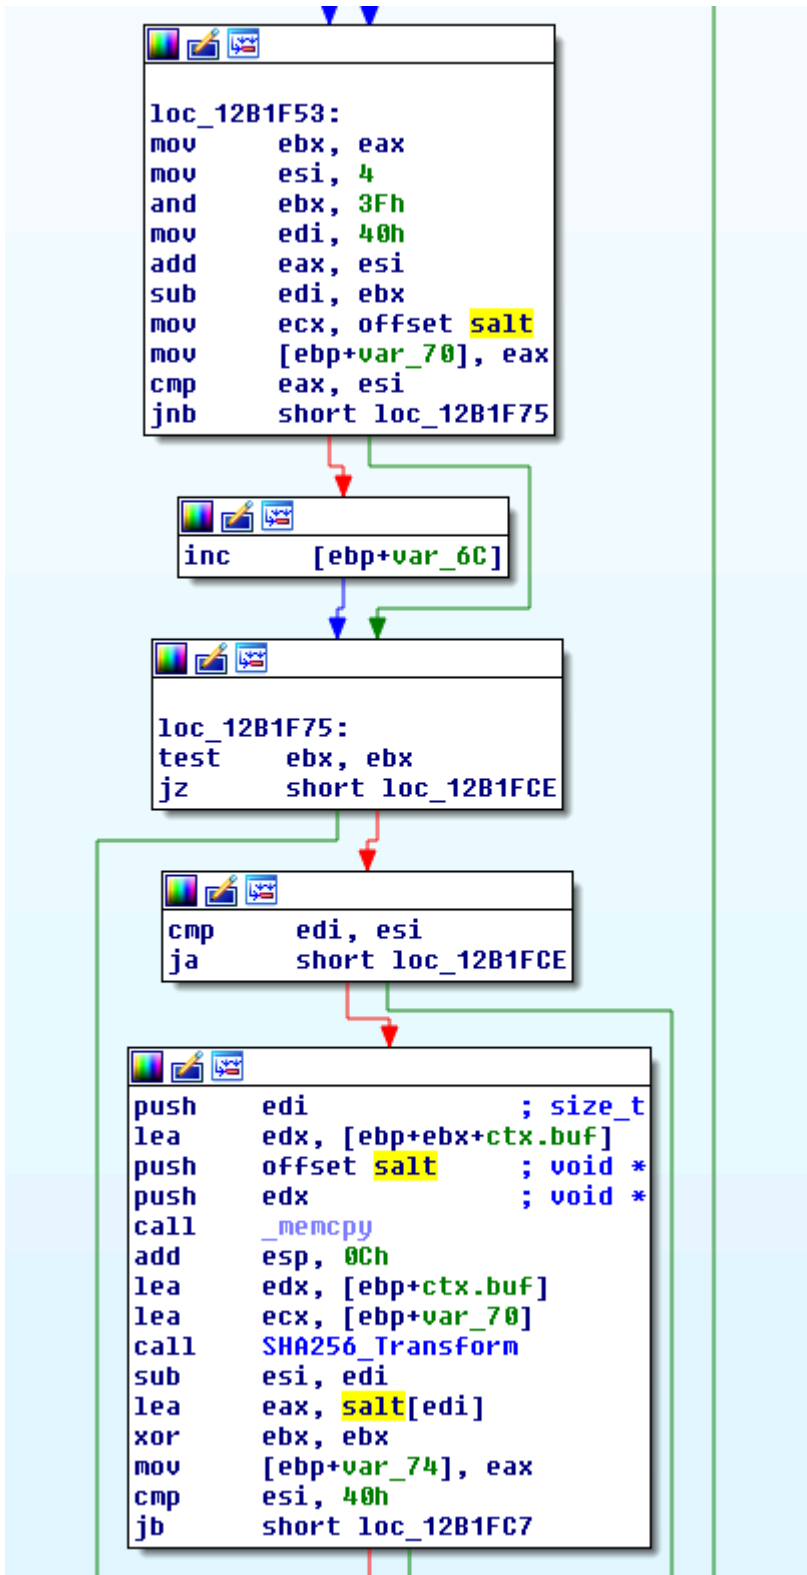 loc_12B1F53:
mov ebx, eax
mov esi, 4
and ebx, 3Fh
mov edi, 40h
add eax, esi
sub edi, ebx
mov ecx, offset salt
mov [ebp+var_70], eax
cmp eax, esi
jnb short loc_12B1F75
inc [ebp+var_6C]
loc_12B1F75:
test ebx, ebx
jz short loc_12B1FCE
cmp edi, esi
ja short loc_12B1FCE
push edi ; size_t
lea edx, [ebp+ebx+ctx.buf]
push offset salt ; void *
push edx ; void *
call _memcpy
add esp, 0Ch
lea edx, [ebp+ctx.buf]
lea ecx, [ebp+var_70]
call SHA256_Transform
sub esi, edi
lea eax, salt[edi]
xor ebx, ebx
mov [ebp+var_74], eax
cmp esi, 40h
jb short loc_12B1FC7